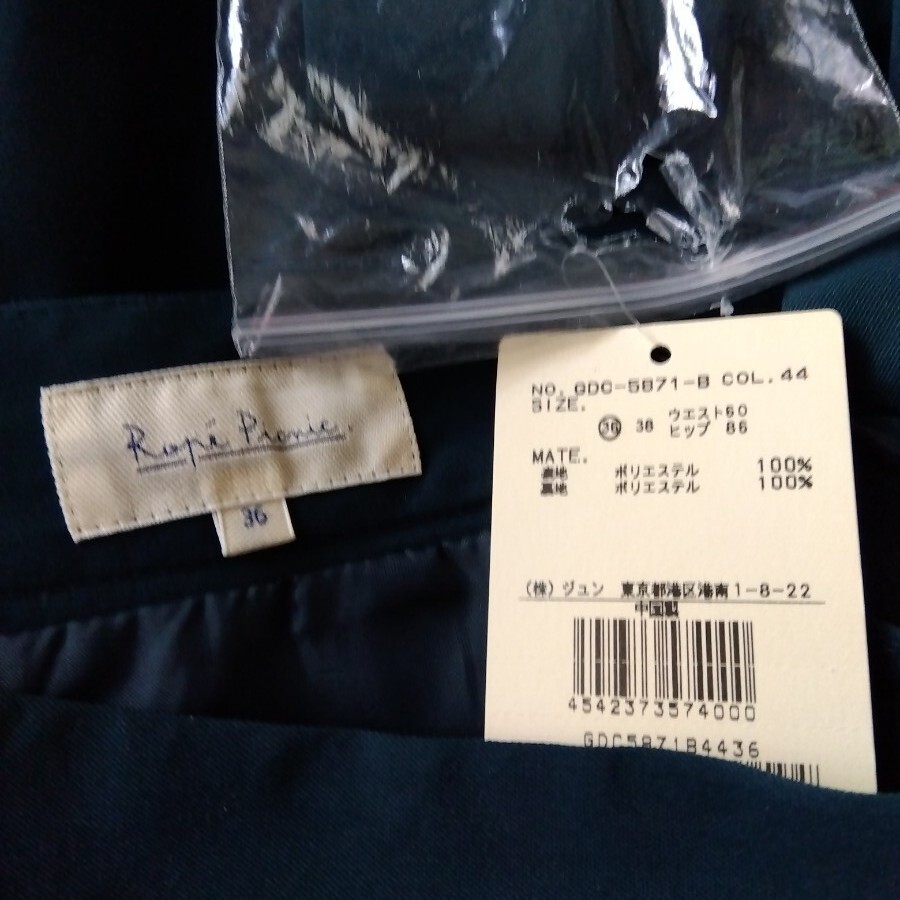 Ropé Picnic.
36
NO. GDC-5871-B COL.44
SIZE.
36 38 ウエスト60
ヒップ 86
MATE.
表地 ポリエステル 100%
裏地 ポリエステル 100%
(株) ジュン 東京都港区港南1-8-22
中国製
4542373574000
GDC5871B4436